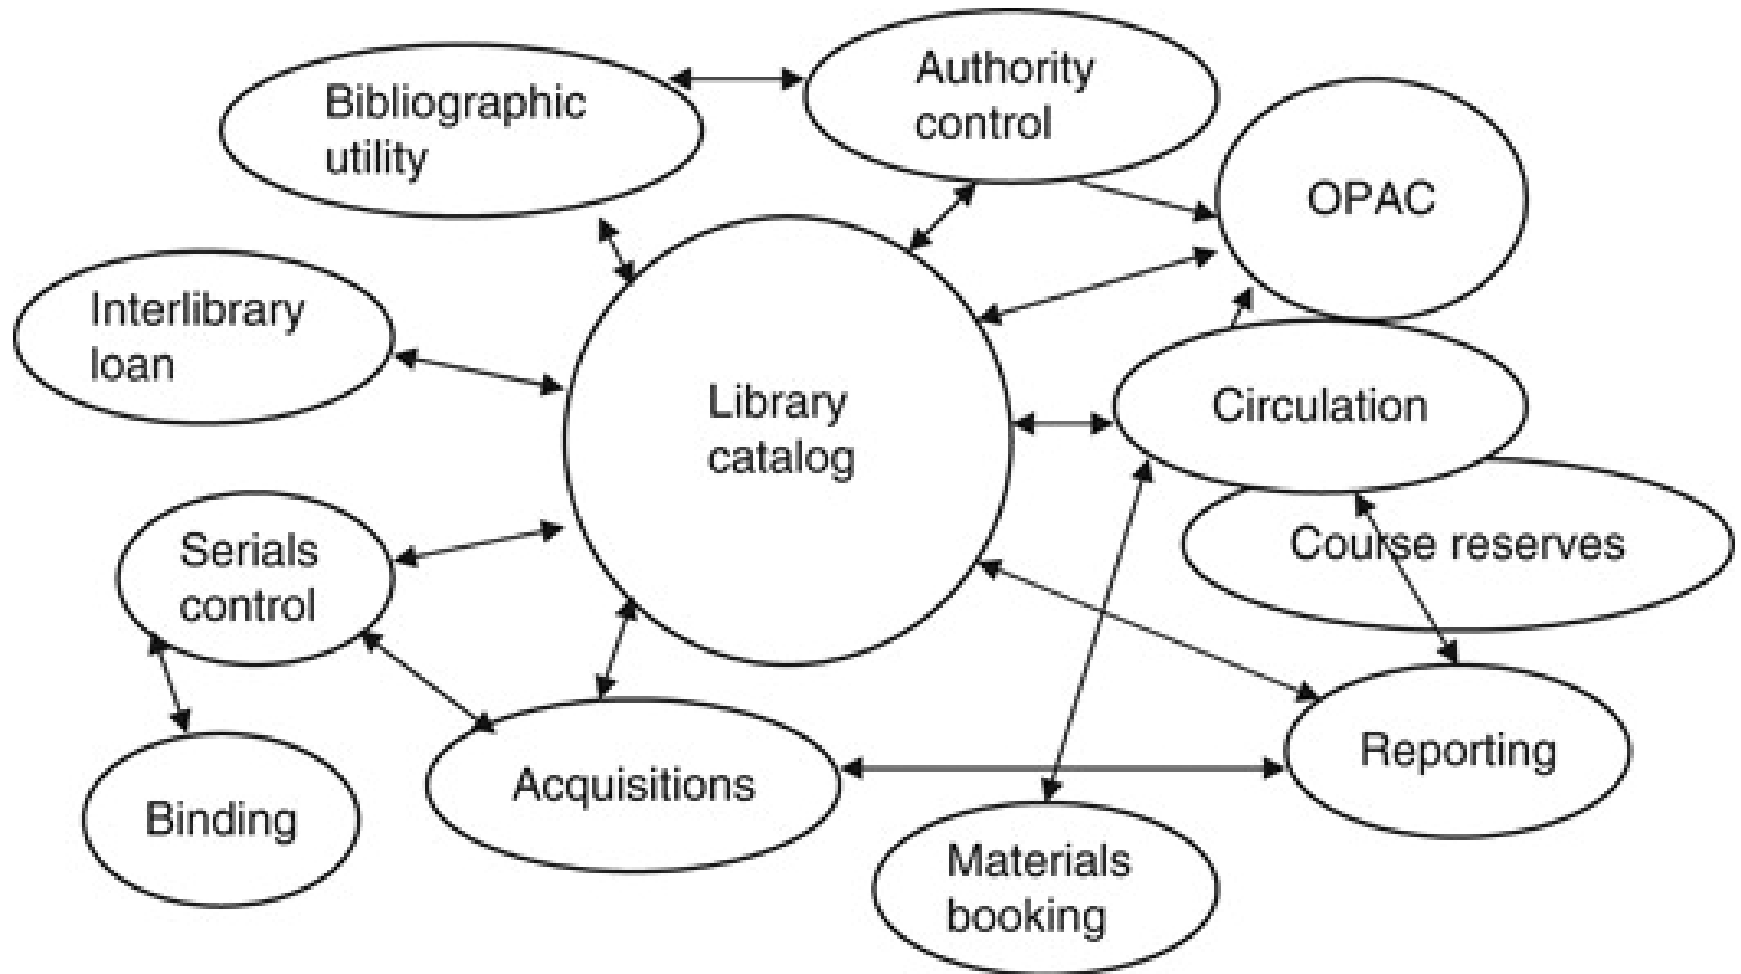 Bibliographic
utility
Authority
control
OPAC
Interlibrary
loan
Library
catalog
Circulation
Serials
control
Course reserves
Binding
Acquisitions
Reporting
Materials
booking